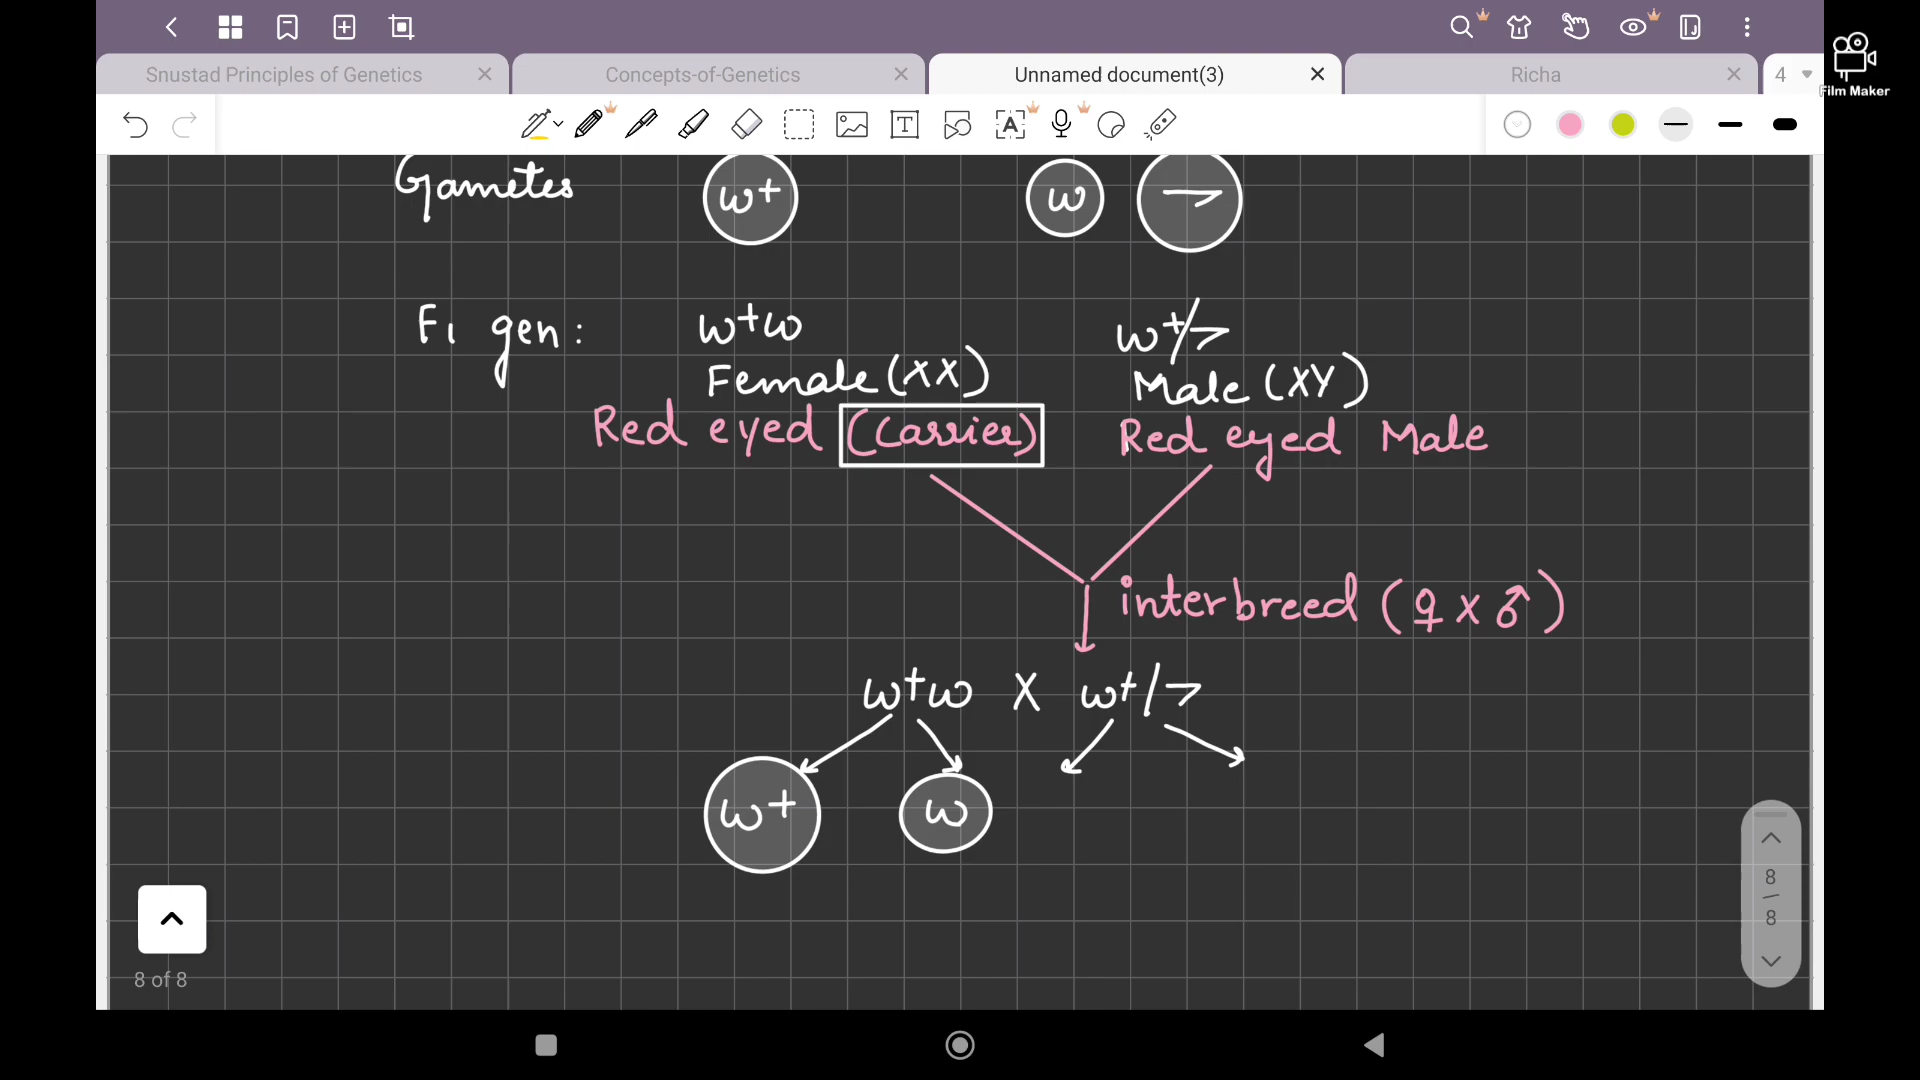 Snustad Principles of Genetics
Concepts-of-Genetics
Unnamed document(3)
Richa
4
Film Maker
Gametes w+ w ⇁
F1 gen: w+w w+/⇁
Female (XX) Male (XY)
Red eyed (Carrier) Red eyed Male
interbreed (♀ x ♂)
w+w X w+/⇁
w+ w
8
8
8 of 8